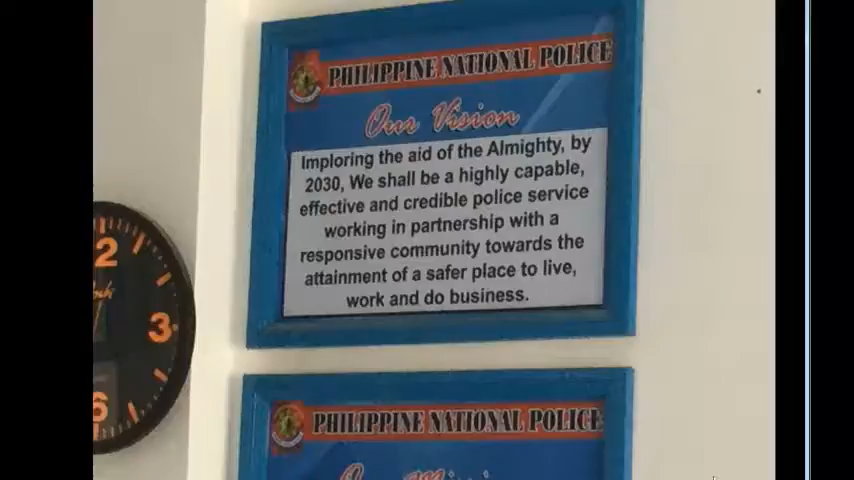 PHILIPPINE NATIONAL POLICE
Our Vision
Imploring the aid of the Almighty, by
2030, We shall be a highly capable,
effective and credible police service
working in partnership with a
responsive community towards the
attainment of a safer place to live,
work and do business.
2
3
6
PHILIPPINE NATIONAL POLICE